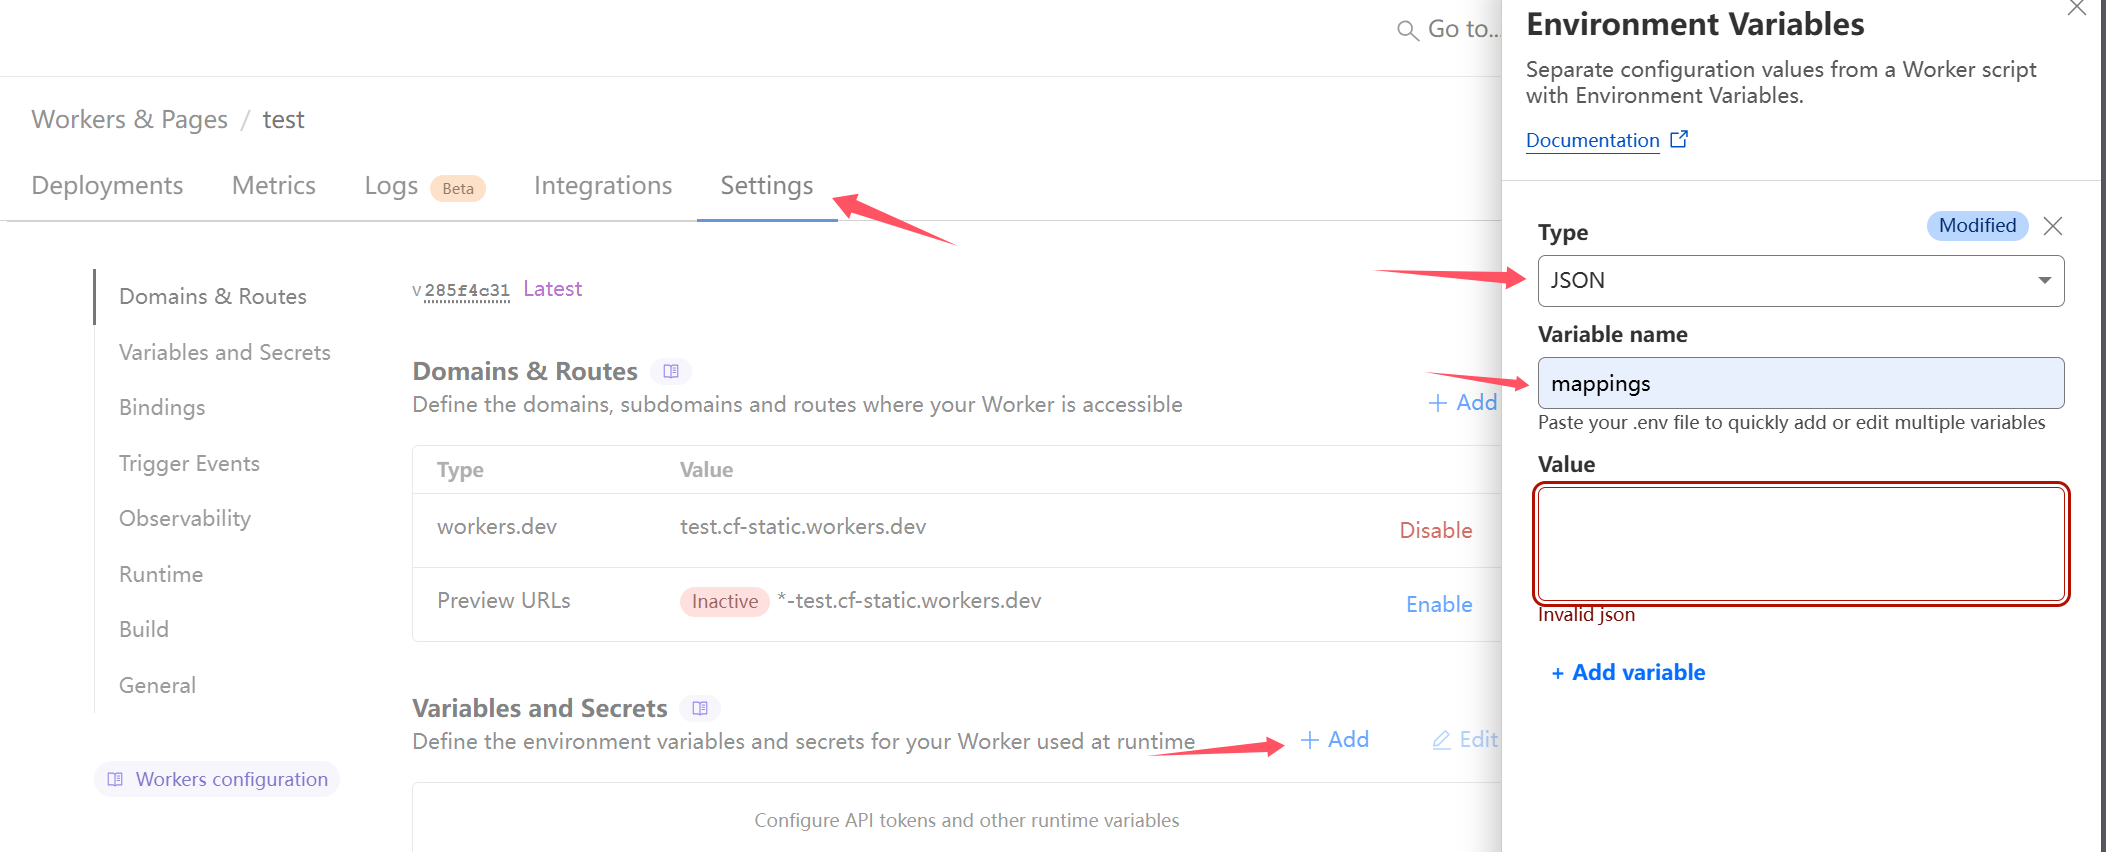 Go to...
Workers & Pages / test
Deployments
Metrics
Logs Beta
Integrations
Settings
Domains & Routes
Variables and Secrets
Bindings
Trigger Events
Observability
Runtime
Build
General
Workers configuration
v 285f4c31 Latest
Domains & Routes
Define the domains, subdomains and routes where your Worker is accessible
+ Add
Type Value
workers.dev test.cf-static.workers.dev Disable
Preview URLs Inactive *-test.cf-static.workers.dev Enable
Variables and Secrets
Define the environment variables and secrets for your Worker used at runtime
+ Add Edit
Configure API tokens and other runtime variables
Environment Variables
Separate configuration values from a Worker script
with Environment Variables.
Documentation
Modified
Type
JSON
Variable name
mappings
Paste your .env file to quickly add or edit multiple variables
Value
Invalid json
+ Add variable